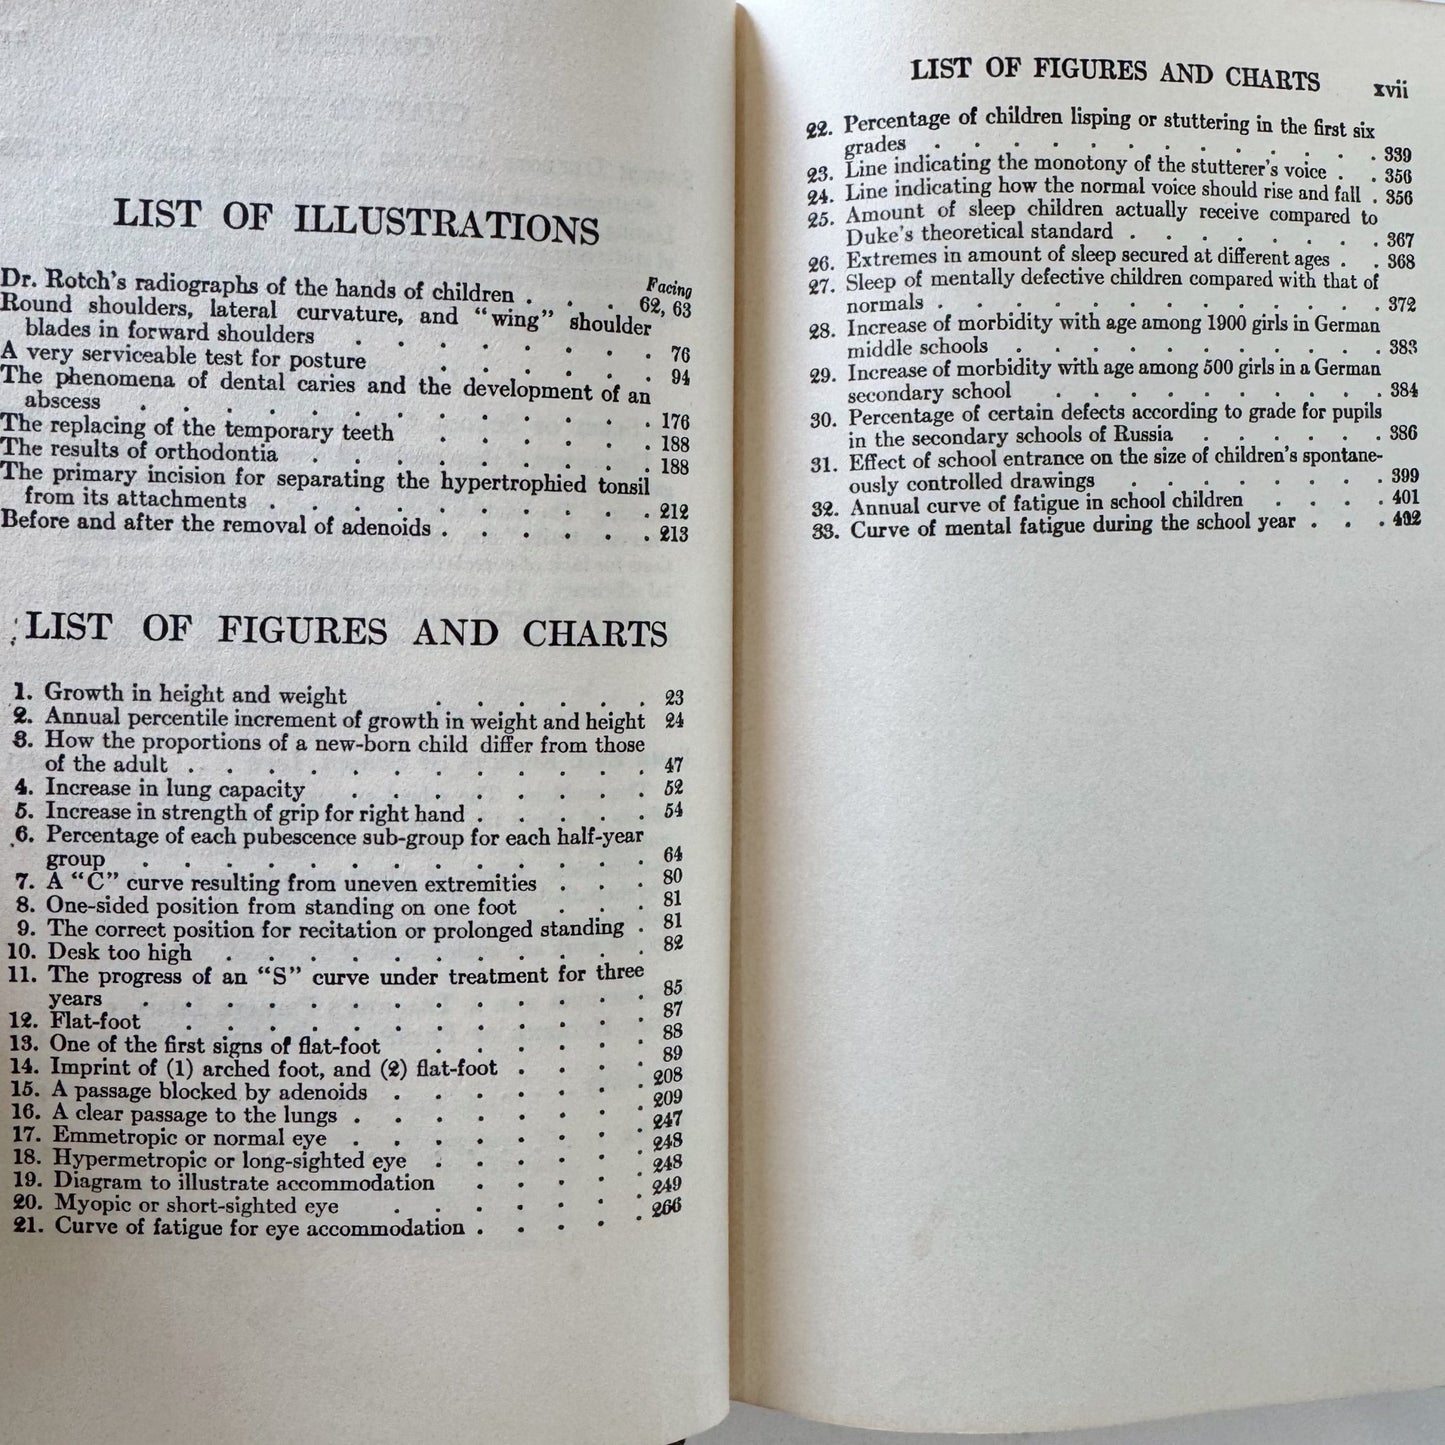 LIST OF ILLUSTRATIONS
Facing
Dr. Rotch's radiographs of the hands of children . . . 62, 63
Round shoulders, lateral curvature, and "wing" shoulder
blades in forward shoulders . . . . . . . . 76
A very serviceable test for posture . . . . . . 94
The phenomena of dental caries and the development of an
abscess . . . . . . . . . . . . . 176
The replacing of the temporary teeth . . . . . . 188
The results of orthodontia . . . . . . . . . 188
The primary incision for separating the hypertrophied tonsil
from its attachments . . . . . . . . . . 212
Before and after the removal of adenoids . . . . . . 213
LIST OF FIGURES AND CHARTS
1. Growth in height and weight . . . . . . 23
2. Annual percentile increment of growth in weight and height 24
3. How the proportions of a new-born child differ from those
of the adult . . . . . . . . . . . . 47
4. Increase in lung capacity . . . . . . . . 52
5. Increase in strength of grip for right hand . . . . . 54
6. Percentage of each pubescence sub-group for each half-year
group . . . . . . . . . . . . . 64
7. A "C" curve resulting from uneven extremities . . . 80
8. One-sided position from standing on one foot . . . 81
9. The correct position for recitation or prolonged standing . 81
10. Desk too high . . . . . . . . . . . 82
11. The progress of an "S" curve under treatment for three
years . . . . . . . . . . . . . 85
12. Flat-foot . . . . . . . . . . . . 87
13. One of the first signs of flat-foot . . . . . . 88
14. Imprint of (1) arched foot, and (2) flat-foot . . . . 89
15. A passage blocked by adenoids . . . . . . . 208
16. A clear passage to the lungs . . . . . . . . 209
17. Emmetropic or normal eye . . . . . . . . 247
18. Hypermetropic or long-sighted eye . . . . . . 248
19. Diagram to illustrate accommodation . . . . . 248
20. Myopic or short-sighted eye . . . . . . . 249
21. Curve of fatigue for eye accommodation . . . . . 266
LIST OF FIGURES AND CHARTS xvii
22. Percentage of children lisping or stuttering in the first six
grades . . . . . . . . . . . . 339
23. Line indicating the monotony of the stutterer's voice . . 356
24. Line indicating how the normal voice should rise and fall . 356
25. Amount of sleep children actually receive compared to
Duke's theoretical standard . . . . . . . 367
26. Extremes in amount of sleep secured at different ages . . 368
27. Sleep of mentally defective children compared with that of
normals . . . . . . . . . . . . 372
28. Increase of morbidity with age among 1900 girls in German
middle schools . . . . . . . . . . 383
29. Increase of morbidity with age among 500 girls in a German
secondary school . . . . . . . . . 384
30. Percentage of certain defects according to grade for pupils
in the secondary schools of Russia . . . . . 386
31. Effect of school entrance on the size of children's spontane-
ously controlled drawings . . . . . . . 399
32. Annual curve of fatigue in school children . . . . 401
33. Curve of mental fatigue during the school year . . . 402